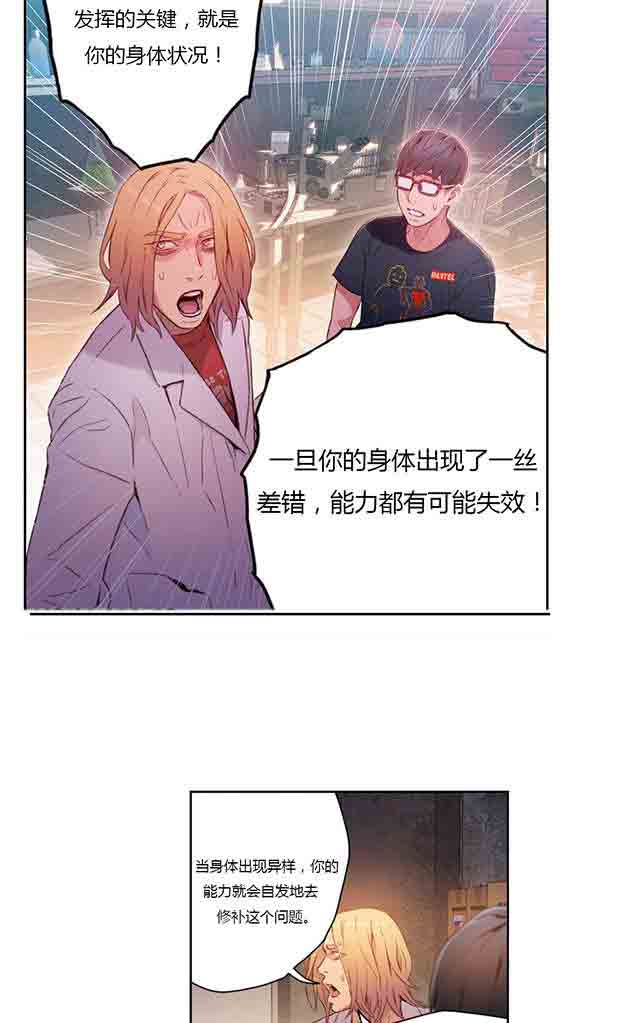 发挥的关键，就是
你的身体状况！
一旦你的身体出现了一丝
差错，能力都有可能失效！
当身体出现异样，你的
能力就会自发地去
修补这个问题。